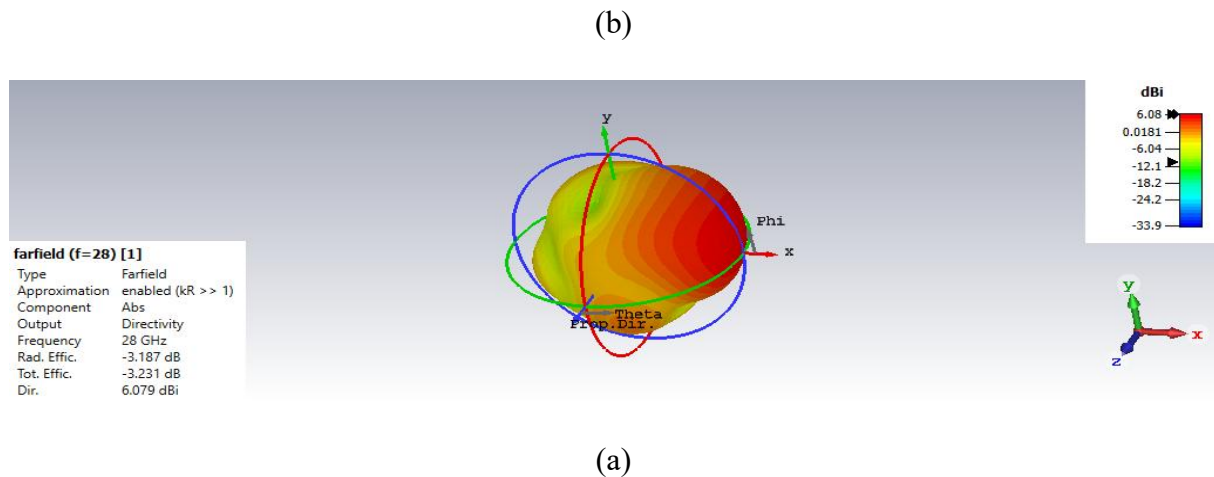 (b)
dBi
6.08
0.0181
-6.04
-12.1
-18.2
-24.2
-33.9
y
Phi
x
Theta
Prop.Dir.
farfield (f=28) [1]
Type Farfield
Approximation enabled (kR >> 1)
Component Abs
Output Directivity
Frequency 28 GHz
Rad. Effic. -3.187 dB
Tot. Effic. -3.231 dB
Dir. 6.079 dBi
y
x
z
(a)